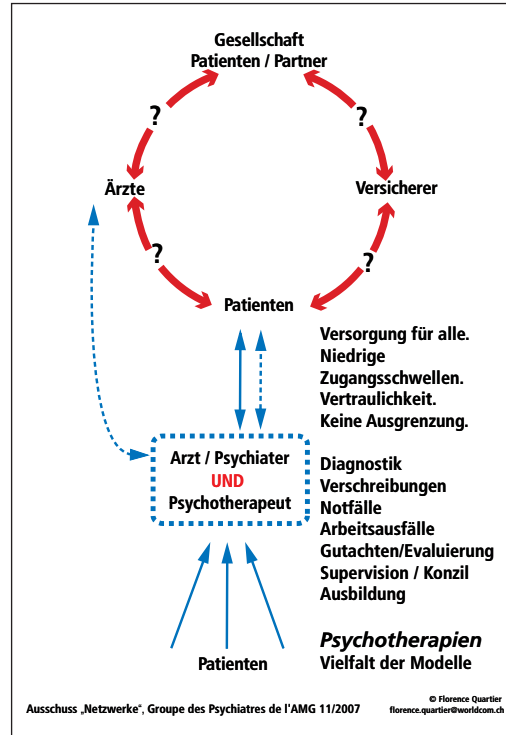 Gesellschaft
Patienten / Partner
?
?
Ärzte
Versicherer
?
?
Patienten
Versorgung für alle.
Niedrige
Zugangsschwellen.
Vertraulichkeit.
Keine Ausgrenzung.
Arzt / Psychiater
UND
Psychotherapeut
Diagnostik
Verschreibungen
Notfälle
Arbeitsausfälle
Gutachten/Evaluierung
Supervision / Konzil
Ausbildung
Psychotherapien
Vielfalt der Modelle
Patienten
Ausschuss „Netzwerke“, Groupe des Psychiatres de l'AMG 11/2007
© Florence Quartier
florence.quartier@worldcom.ch